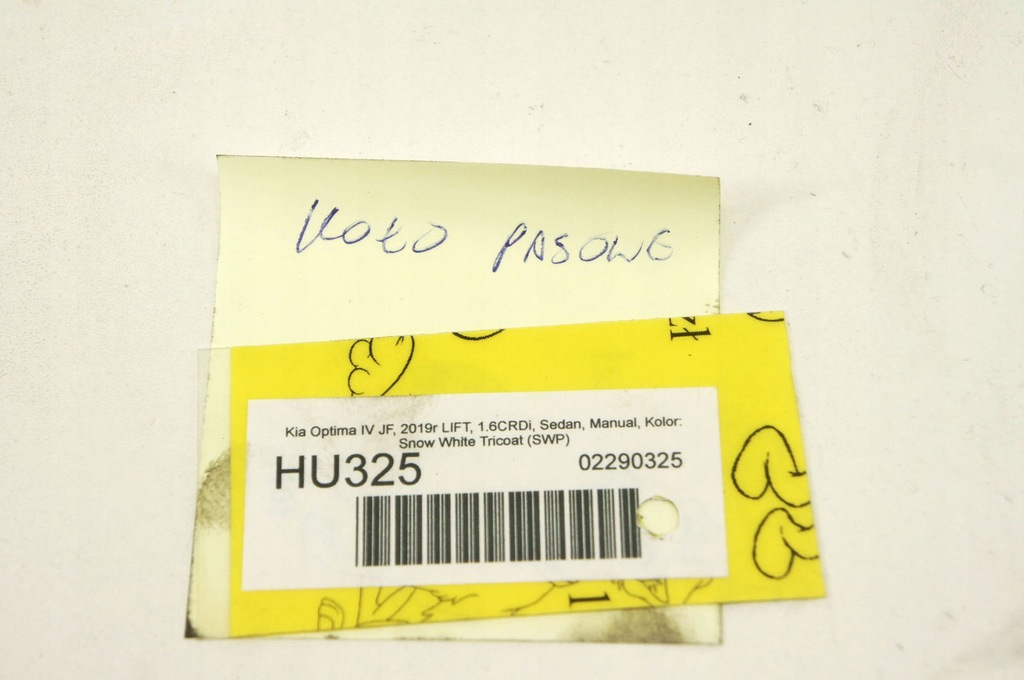 KOŁO PASOWE
Kia Optima IV JF, 2019r LIFT, 1.6CRDi, Sedan, Manual, Kolor:
Snow White Tricoat (SWP)
HU325
02290325